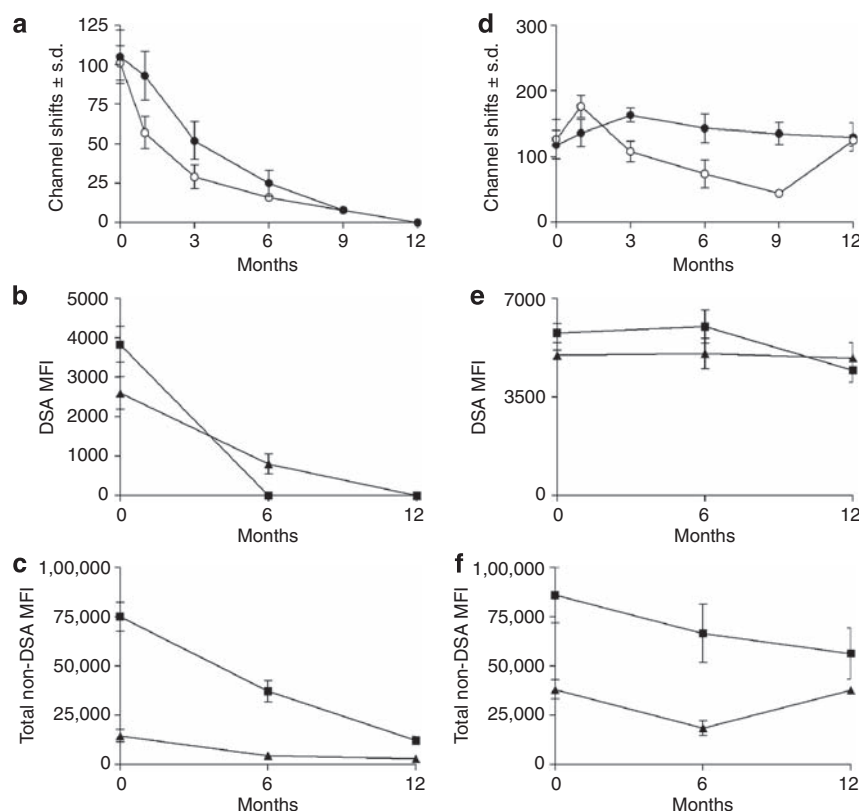 a
Channel shifts ± s.d.
125
100
75
50
25
0
0 3 6 9 12
Months
b
DSA MFI
5000
4000
3000
2000
1000
0
0 6 12
Months
c
Total non-DSA MFI
1,00,000
75,000
50,000
25,000
0
0 6 12
Months
d
Channel shifts ± s.d.
300
200
100
0
0 3 6 9 12
Months
e
DSA MFI
7000
3500
0
0 6 12
Months
f
Total non-DSA MFI
1,00,000
75,000
50,000
25,000
0
0 6 12
Months